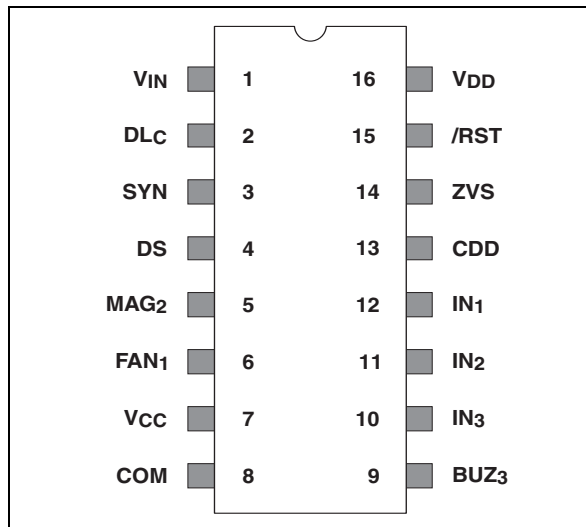 VIN 1 16 VDD
DLC 2 15 /RST
SYN 3 14 ZVS
DS 4 13 CDD
MAG2 5 12 IN1
FAN1 6 11 IN2
VCC 7 10 IN3
COM 8 9 BUZ3